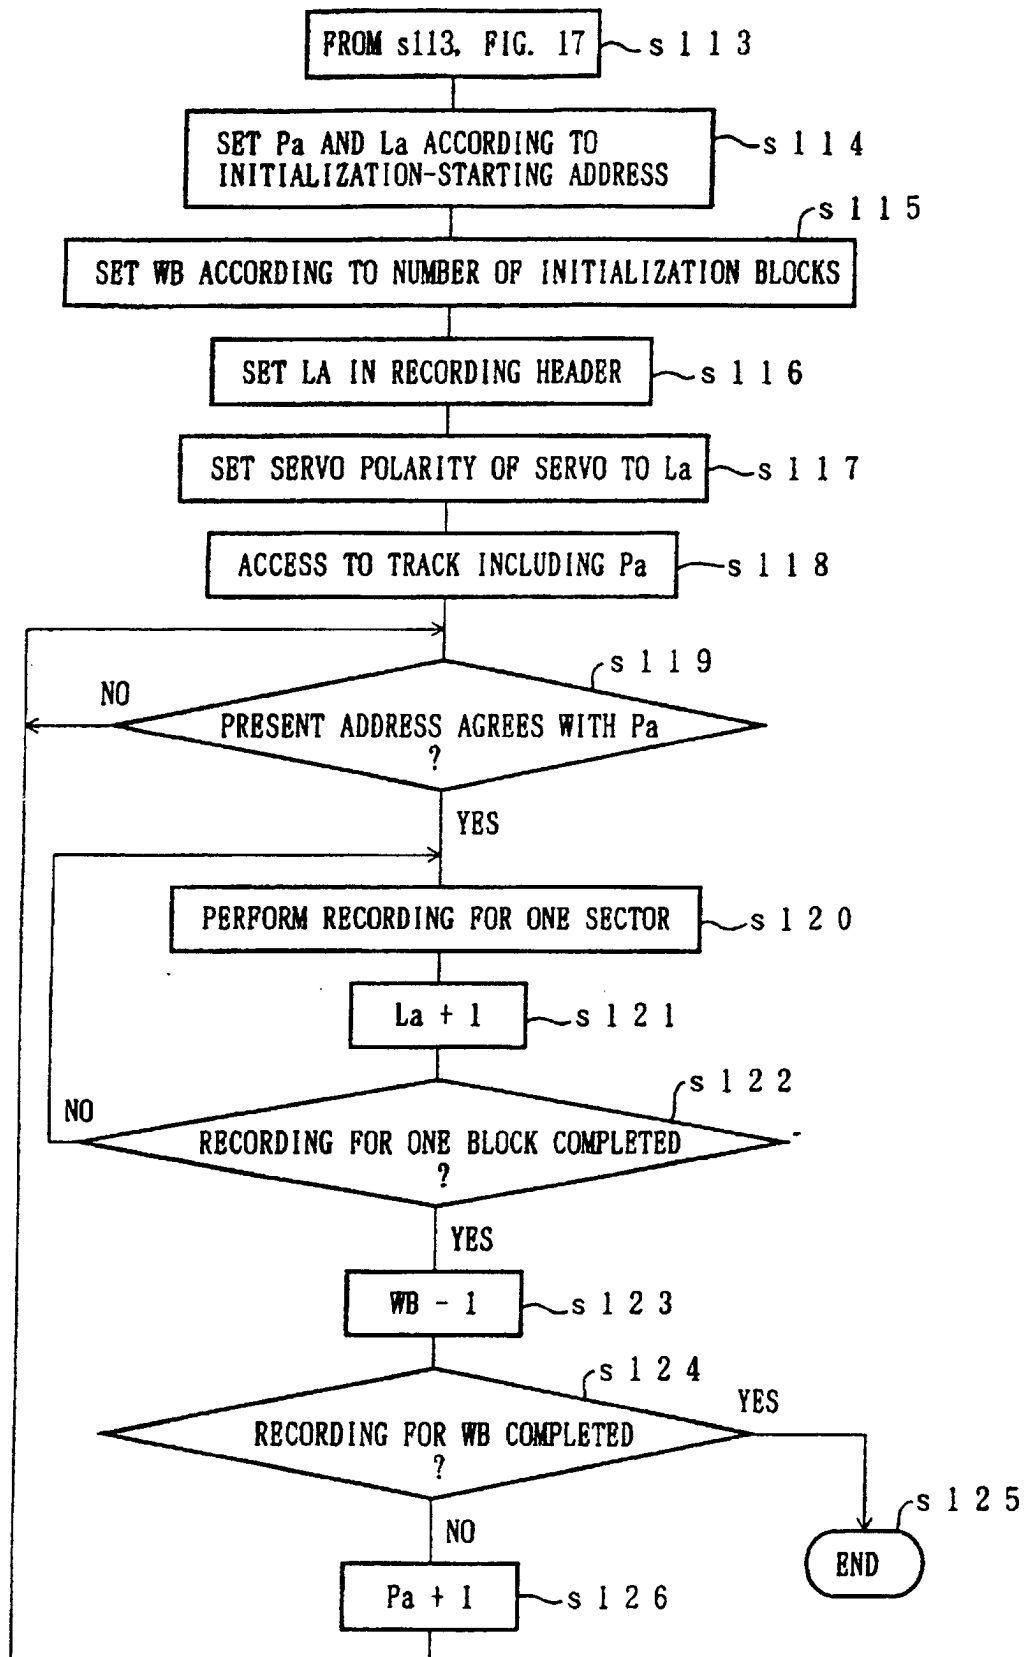 FROM s113, FIG. 17
s113
SET Pa AND La ACCORDING TO
INITIALIZATION-STARTING ADDRESS
s114
s115
SET WB ACCORDING TO NUMBER OF INITIALIZATION BLOCKS
SET LA IN RECORDING HEADER
s116
SET SERVO POLARITY OF SERVO TO La
s117
ACCESS TO TRACK INCLUDING Pa
s118
s119
NO
PRESENT ADDRESS AGREES WITH Pa
?
YES
PERFORM RECORDING FOR ONE SECTOR
s120
La + 1
s121
s122
NO
RECORDING FOR ONE BLOCK COMPLETED
?
YES
WB - 1
s123
s124
YES
RECORDING FOR WB COMPLETED
?
NO
s125
END
Pa + 1
s126